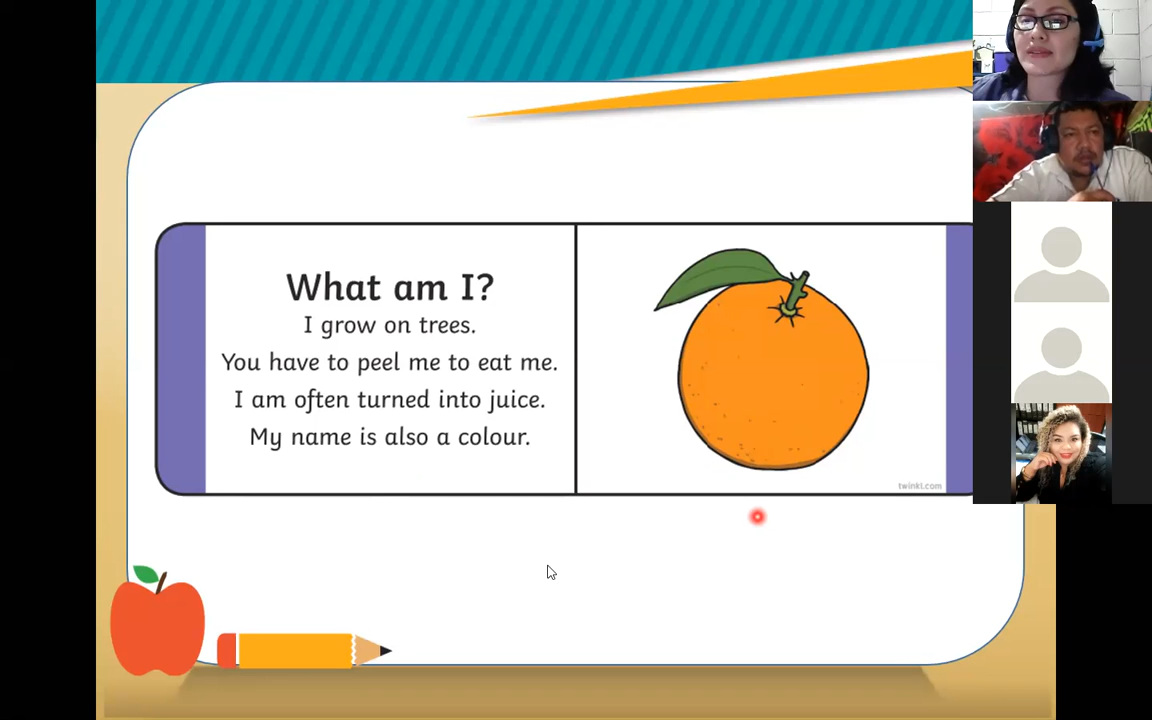 What am I?
I grow on trees.
You have to peel me to eat me.
I am often turned into juice.
My name is also a colour.
twinkl.com